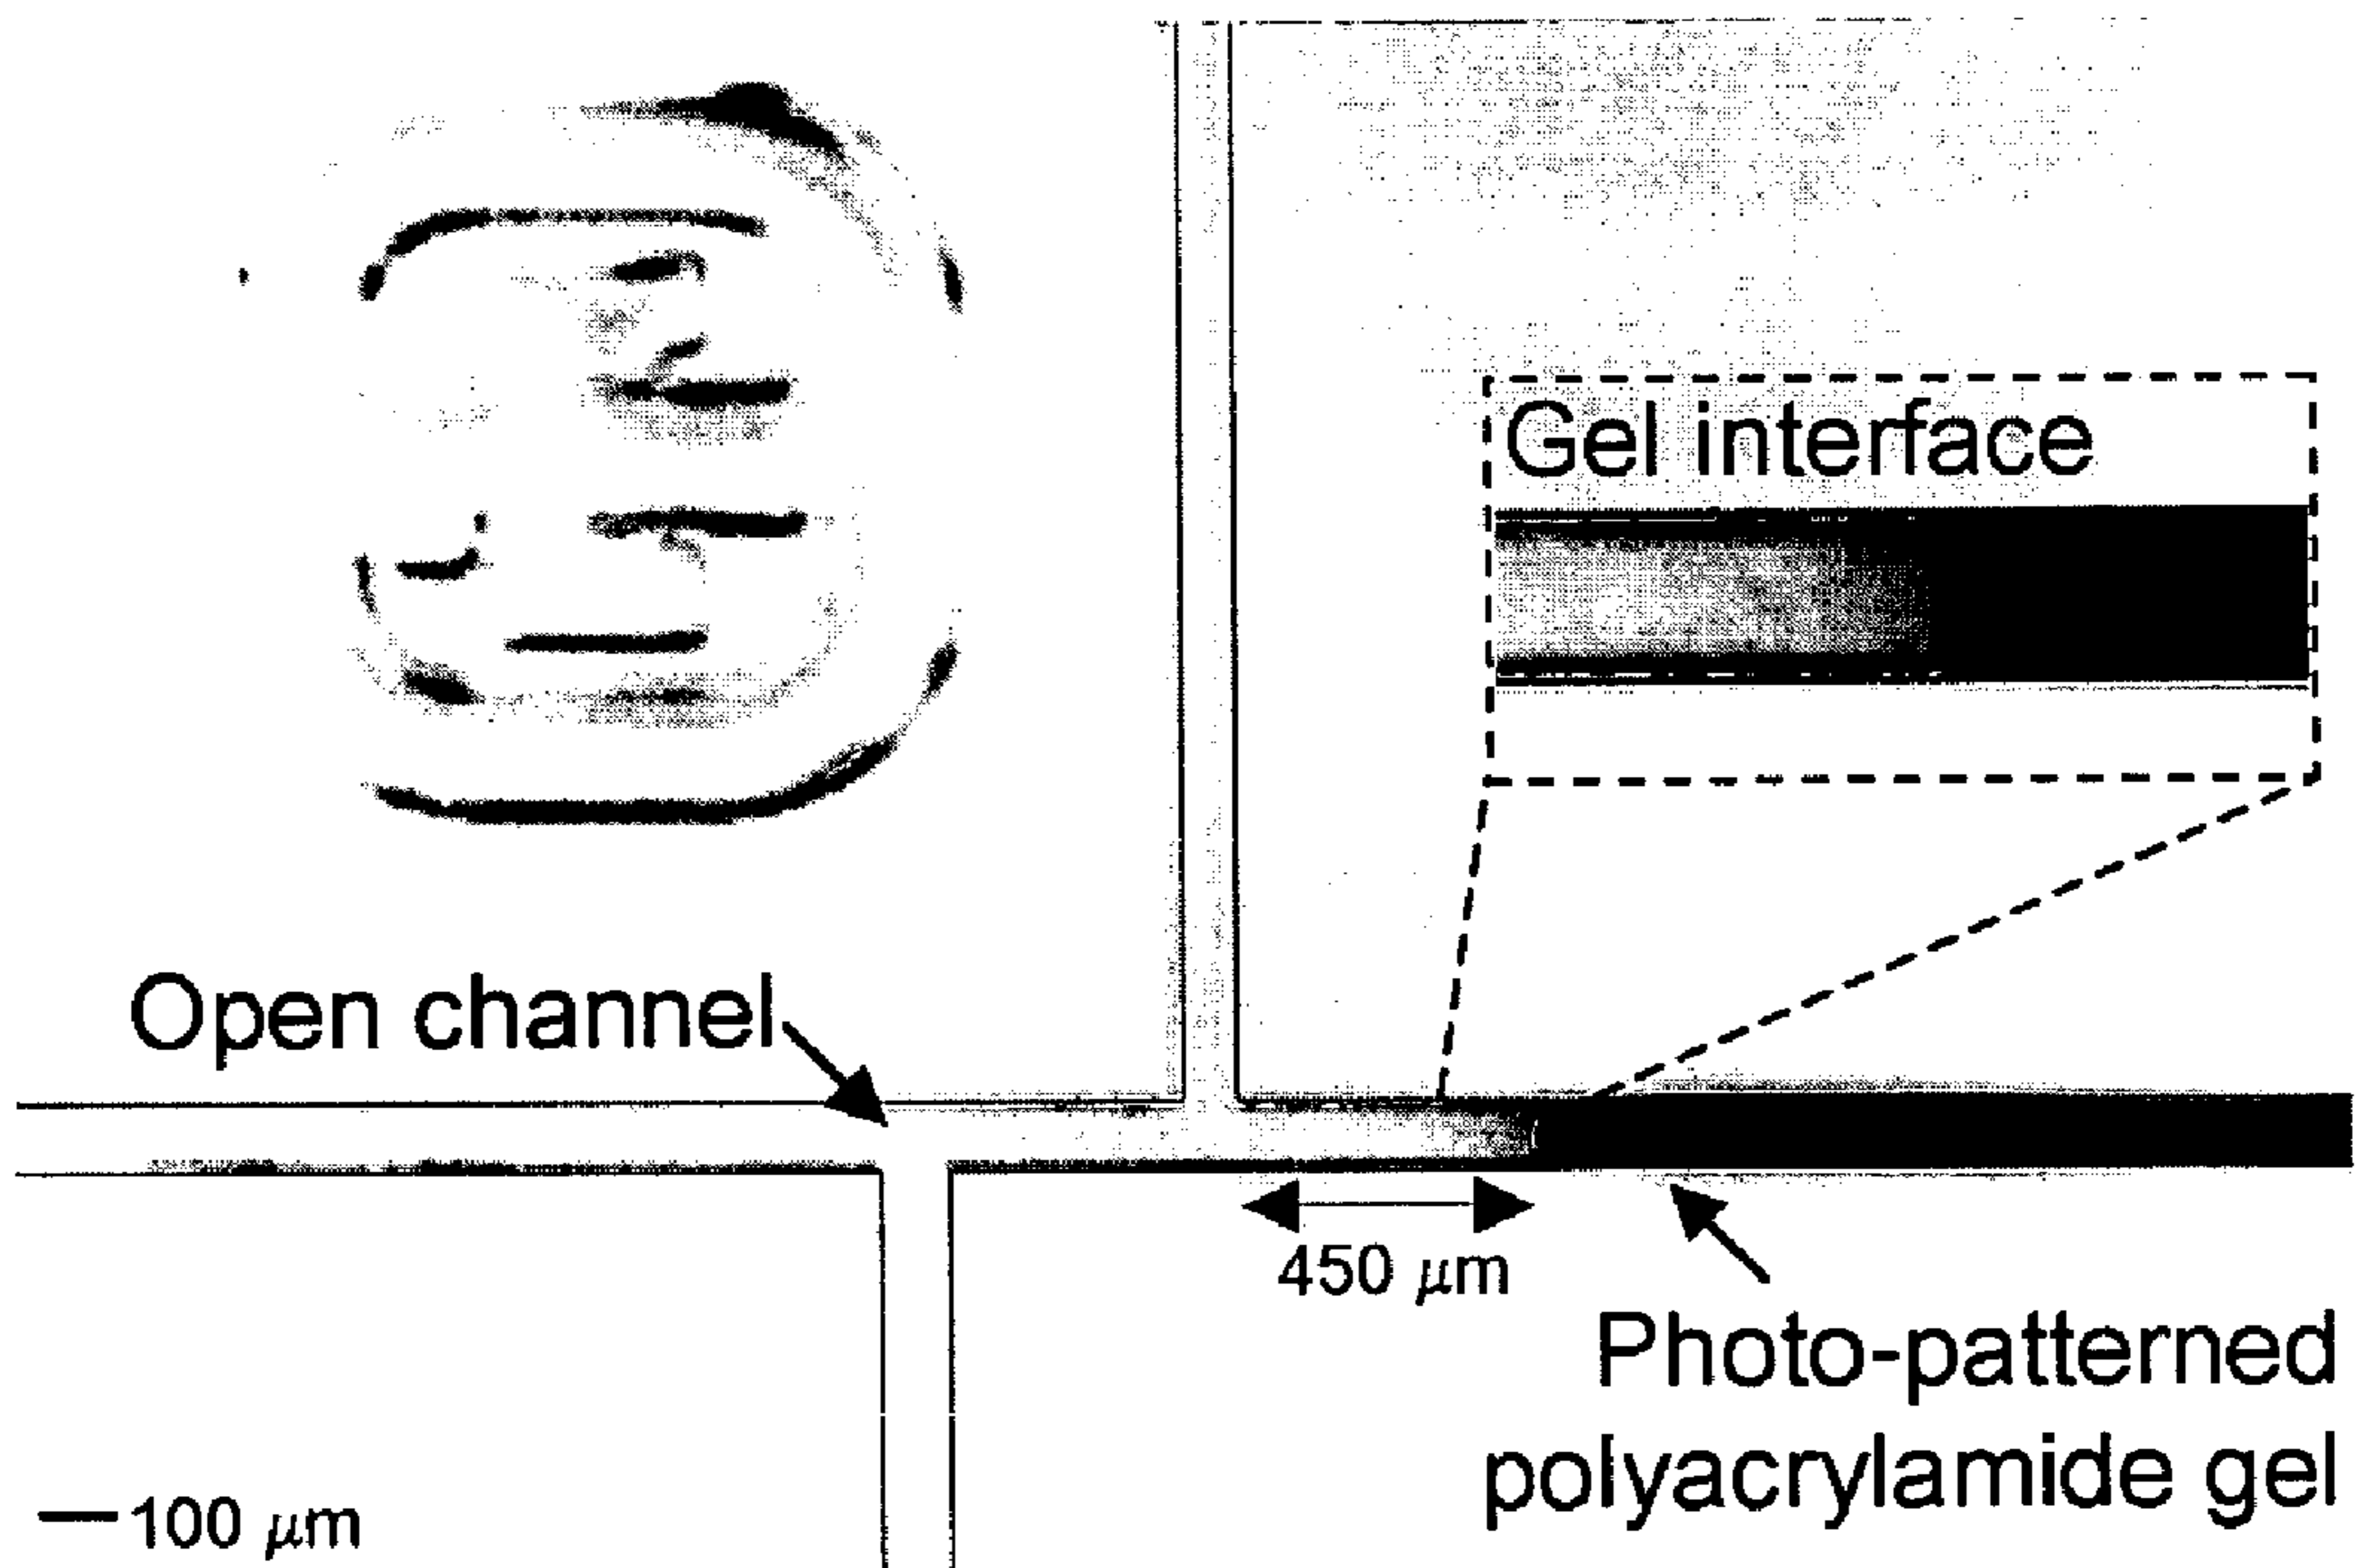 Gel interface
Open channel
450 μm
Photo-patterned
polyacrylamide gel
100 μm